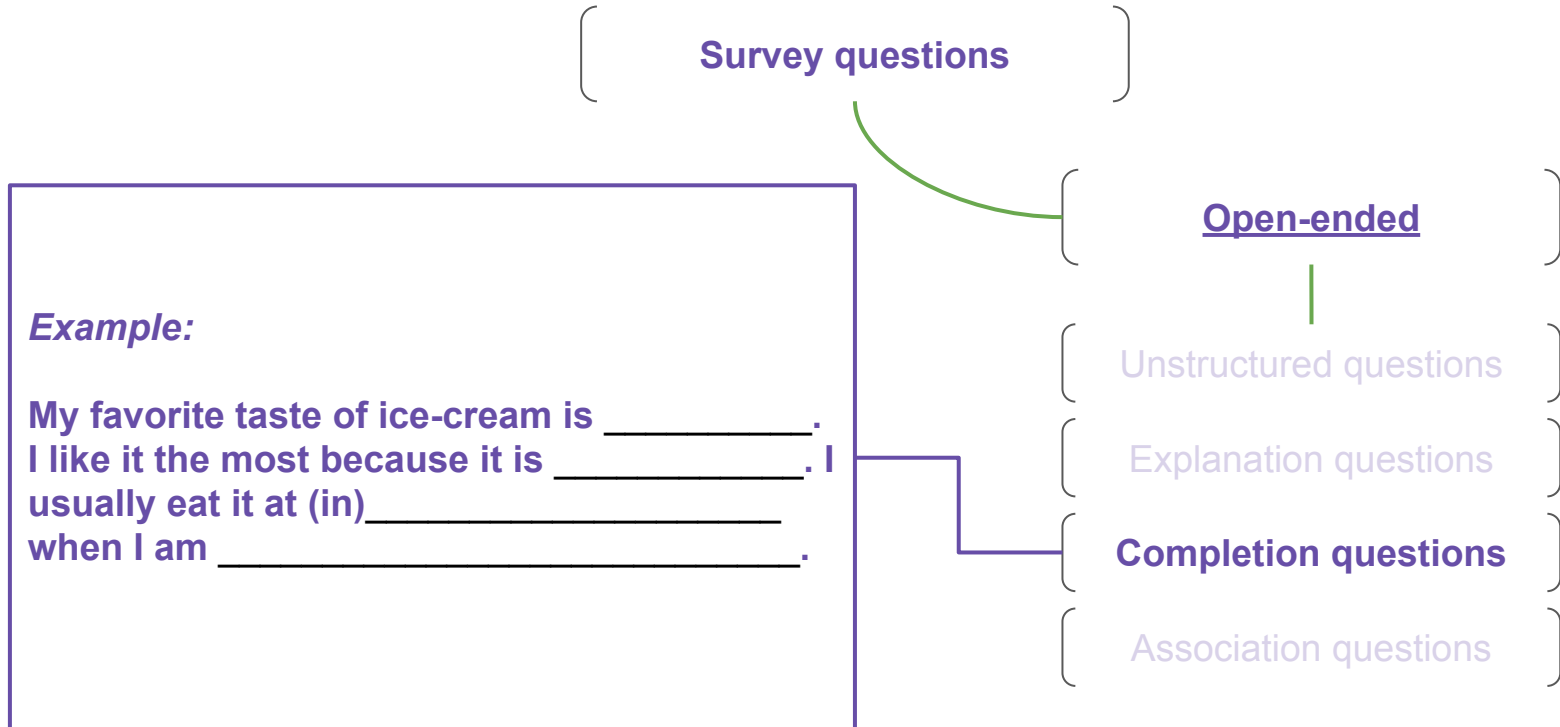 Survey questions
Open-ended
Unstructured questions
Explanation questions
Completion questions
Association questions
Example:
My favorite taste of ice-cream is __________.
I like it the most because it is ____________. I
usually eat it at (in)____________________
when I am ____________________________.